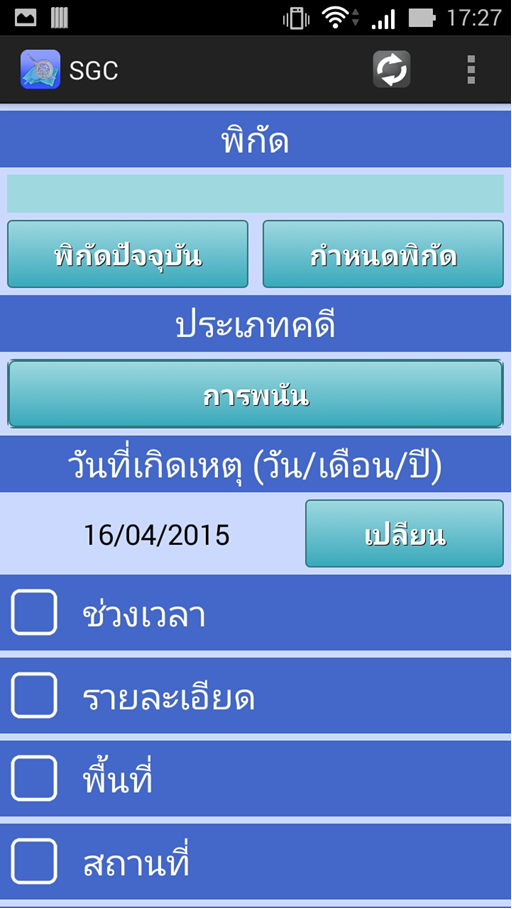 17:27
SGC
พิกัด
พิกัดปัจจุบัน กำหนดพิกัด
ประเภทคดี
การพนัน
วันที่เกิดเหตุ (วัน/เดือน/ปี)
16/04/2015 เปลี่ยน
ช่วงเวลา
รายละเอียด
พื้นที่
สถานที่